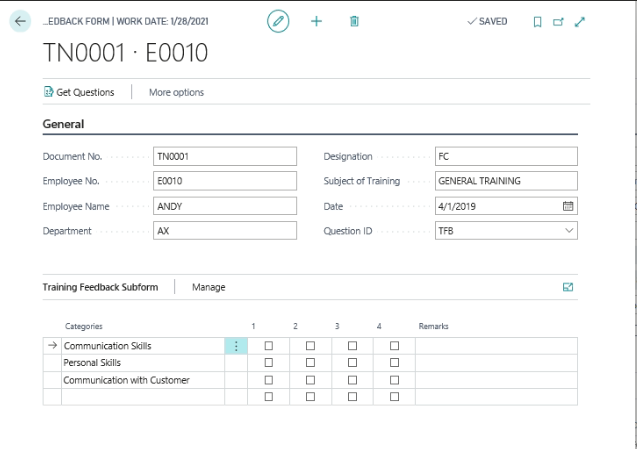 ...EDBACK FORM | WORK DATE: 1/28/2021
SAVED
TN0001 · E0010
Get Questions
More options
General
Document No. TN0001
Designation FC
Employee No. E0010
Subject of Training GENERAL TRAINING
Employee Name ANDY
Date 4/1/2019
Department AX
Question ID TFB
Training Feedback Subform
Manage
Categories 1 2 3 4 Remarks
Communication Skills
Personal Skills
Communication with Customer